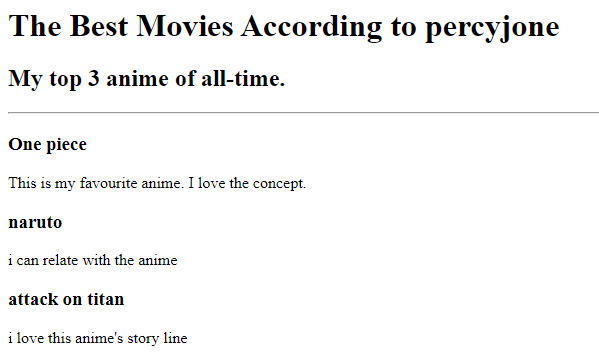 The Best Movies According to percyjone
My top 3 anime of all-time.
One piece
This is my favourite anime. I love the concept.
naruto
i can relate with the anime
attack on titan
i love this anime's story line